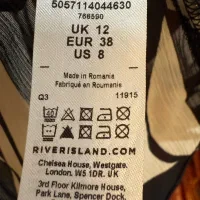 5057114044630
768590
UK 12
EUR 38
US 8
Made in Romania
Fabriqué en Roumanie
Q3 11915
RIVERISLAND.COM
Chelsea House, Westgate,
London. W5 1DR. UK
3rd Floor Kilmore House,
Park Lane, Spencer Dock,